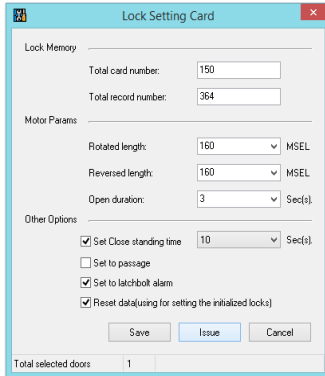 Lock Setting Card
Lock Memory
Total card number: 150
Total record number: 364
Motor Params
Rotated length: 160 MSEL
Reversed length: 160 MSEL
Open duration: 3 Sec(s).
Other Options
Set Close standing time 10 Sec(s).
Set to passage
Set to latchbolt alarm
Reset data(using for setting the initialized locks)
Save Issue Cancel
Total selected doors 1